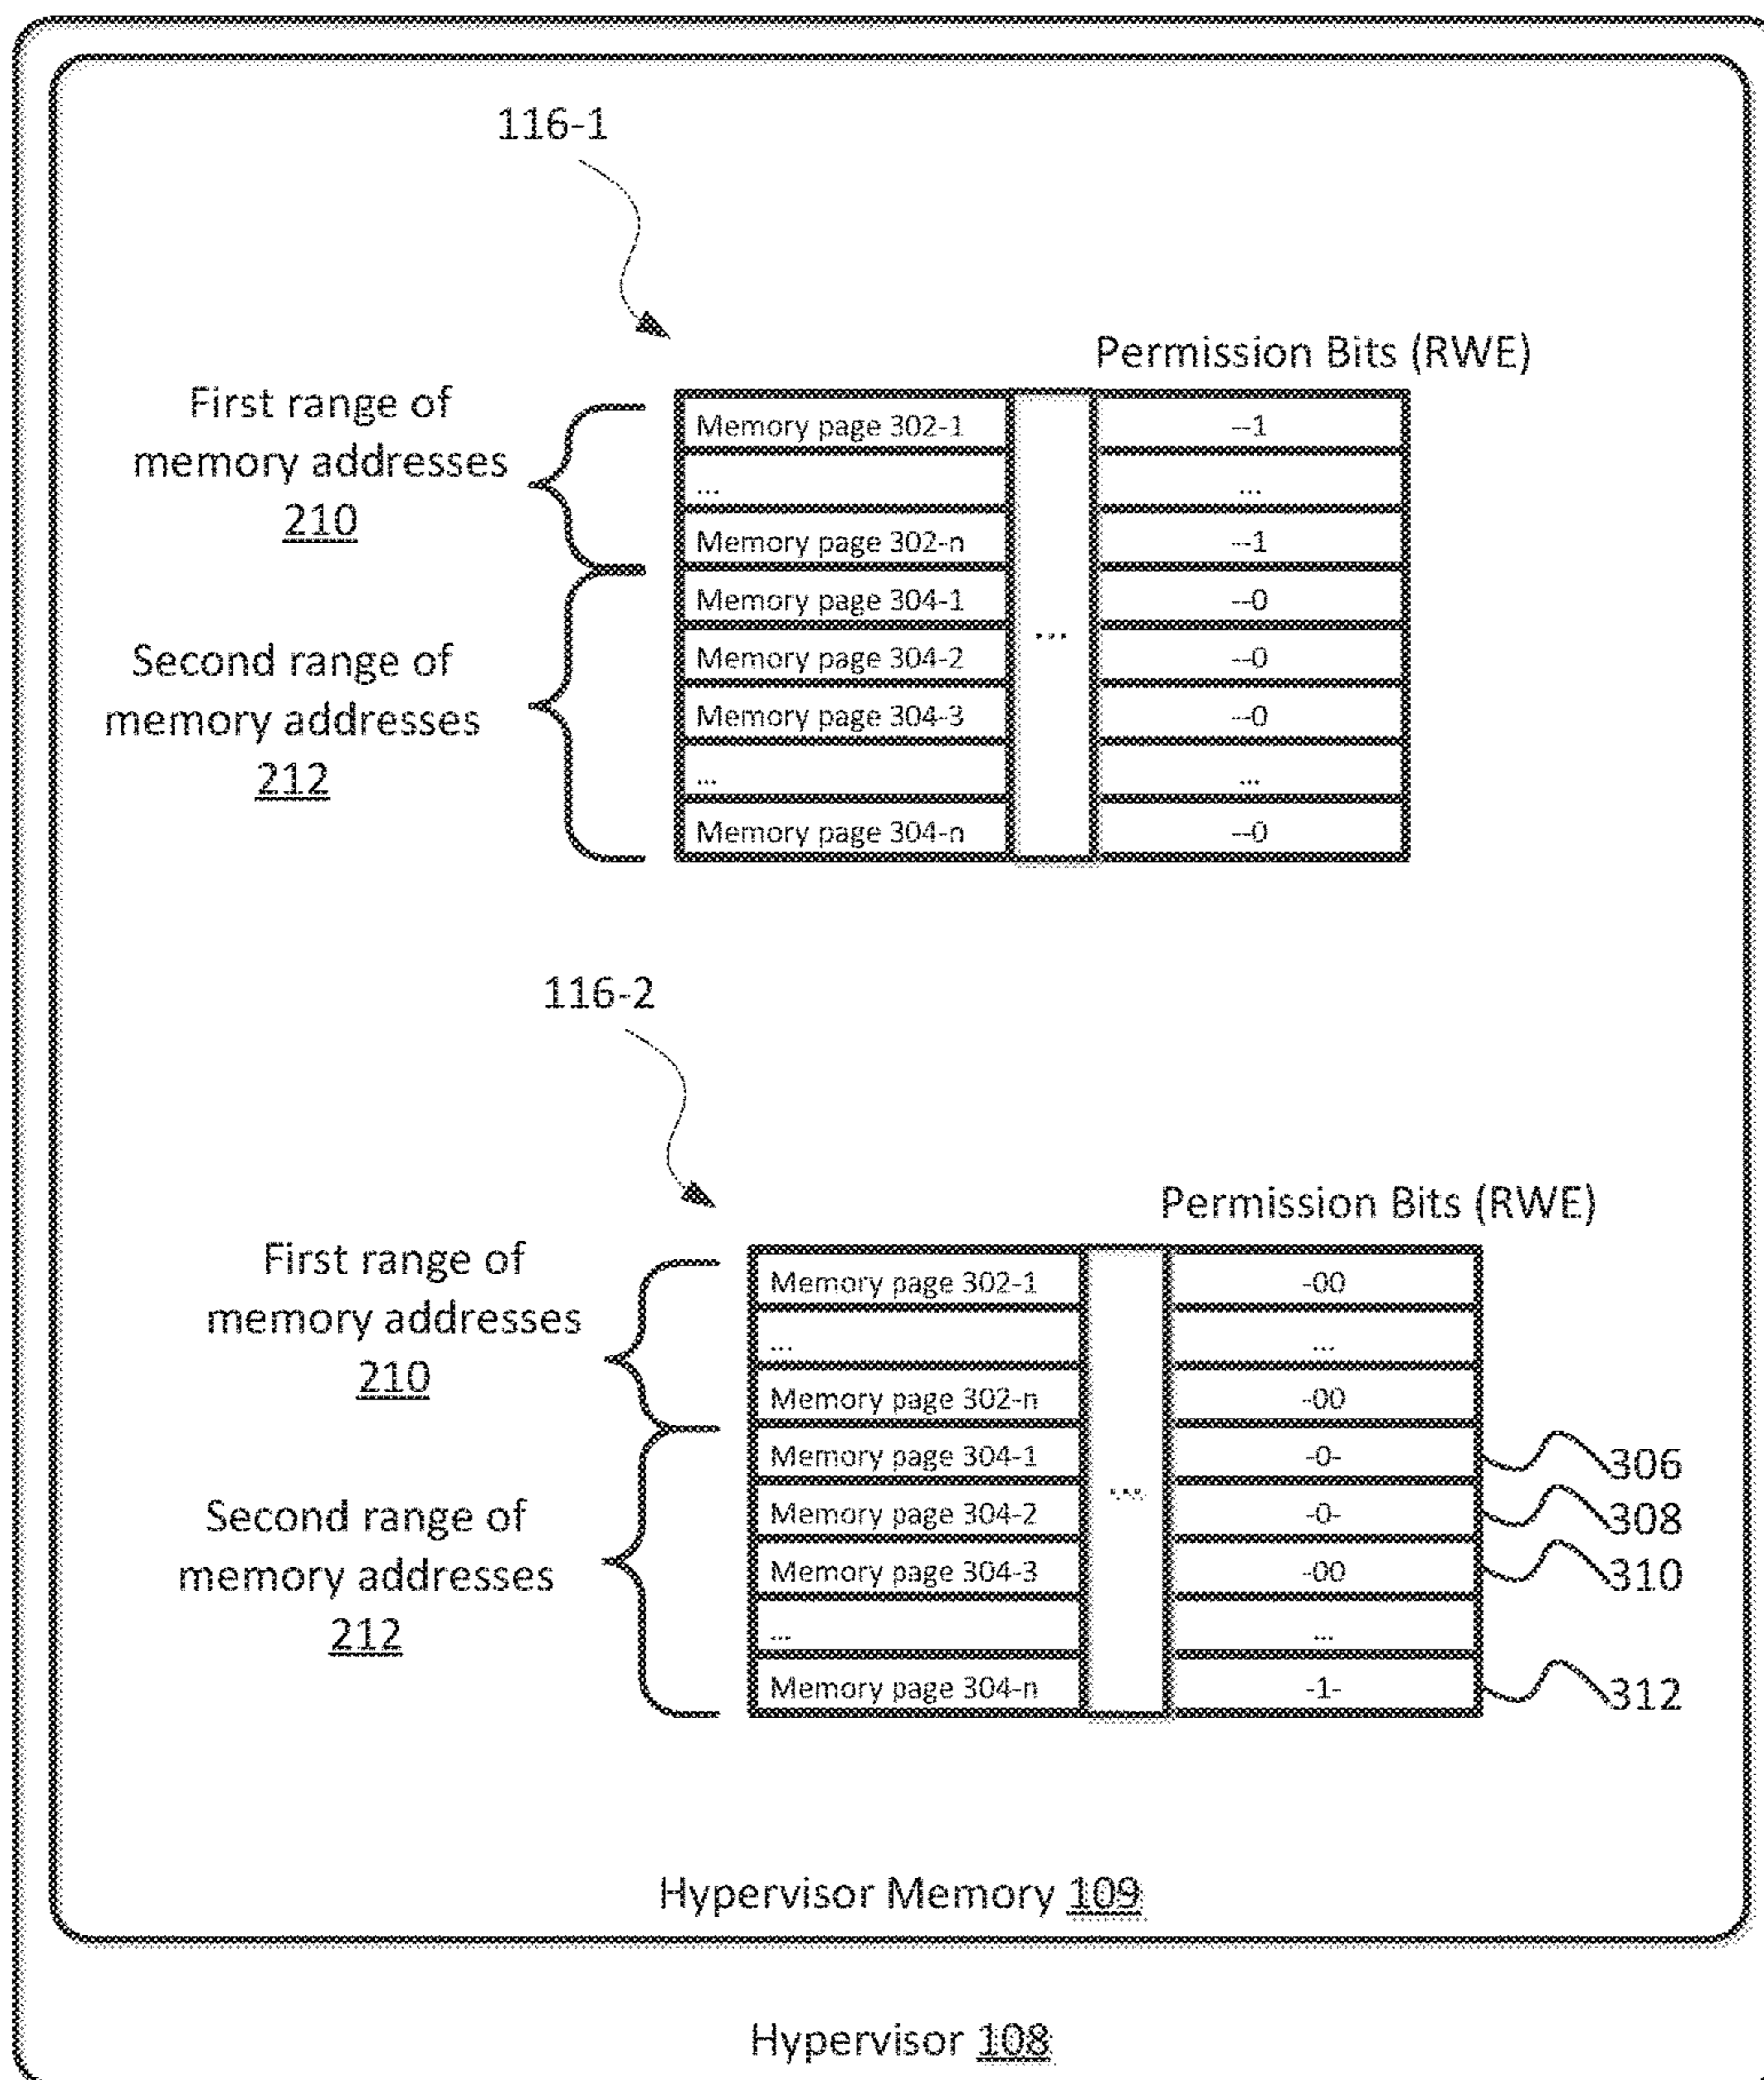 116-1
Permission Bits (RWE)
First range of
memory addresses
210
Second range of
memory addresses
212
Memory page 302-1 --1
... ...
Memory page 302-n --1
Memory page 304-1 --0
...
Memory page 304-2 --0
Memory page 304-3 --0
... ...
Memory page 304-n --0
116-2
Permission Bits (RWE)
First range of
memory addresses
210
Second range of
memory addresses
212
Memory page 302-1 -00
... ...
Memory page 302-n -00
Memory page 304-1 -0- 306
...
Memory page 304-2 -0- 308
Memory page 304-3 -00 310
... ...
Memory page 304-n -1- 312
Hypervisor Memory 109
Hypervisor 108